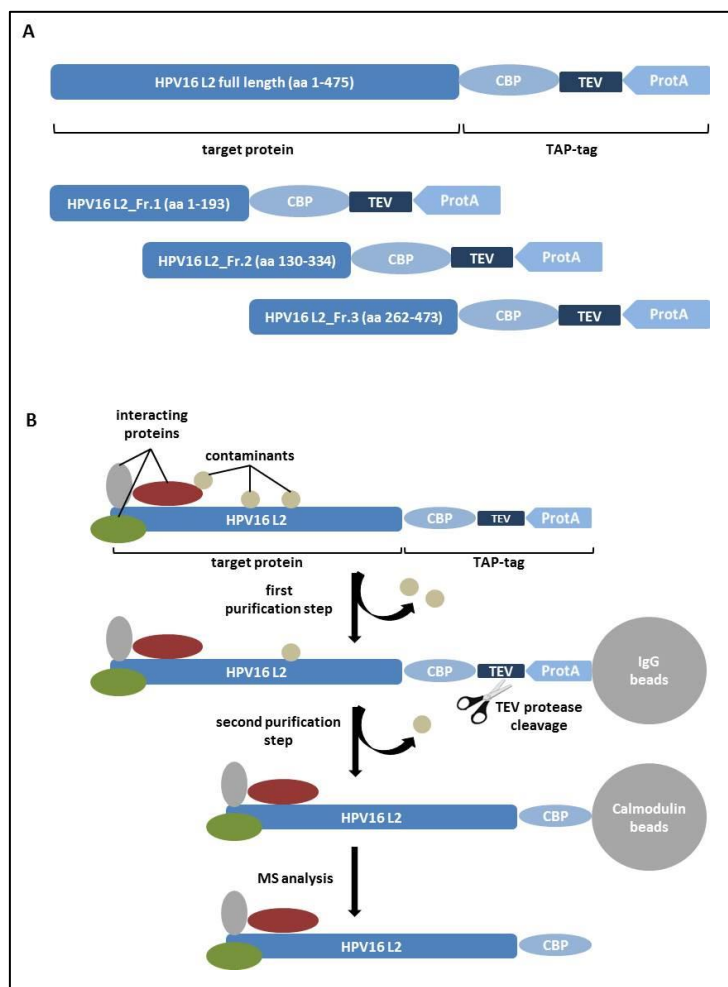 A
HPV16 L2 full length (aa 1-475)
CBP
TEV
ProtA
target protein
TAP-tag
HPV16 L2_Fr.1 (aa 1-193)
CBP
TEV
ProtA
HPV16 L2_Fr.2 (aa 130-334)
CBP
TEV
ProtA
HPV16 L2_Fr.3 (aa 262-473)
CBP
TEV
ProtA
B
interacting
proteins
contaminants
HPV16 L2
CBP
TEV
ProtA
target protein
TAP-tag
first
purification step
HPV16 L2
CBP
TEV
ProtA
IgG
beads
TEV protease
cleavage
second purification
step
HPV16 L2
CBP
Calmodulin
beads
MS analysis
HPV16 L2
CBP